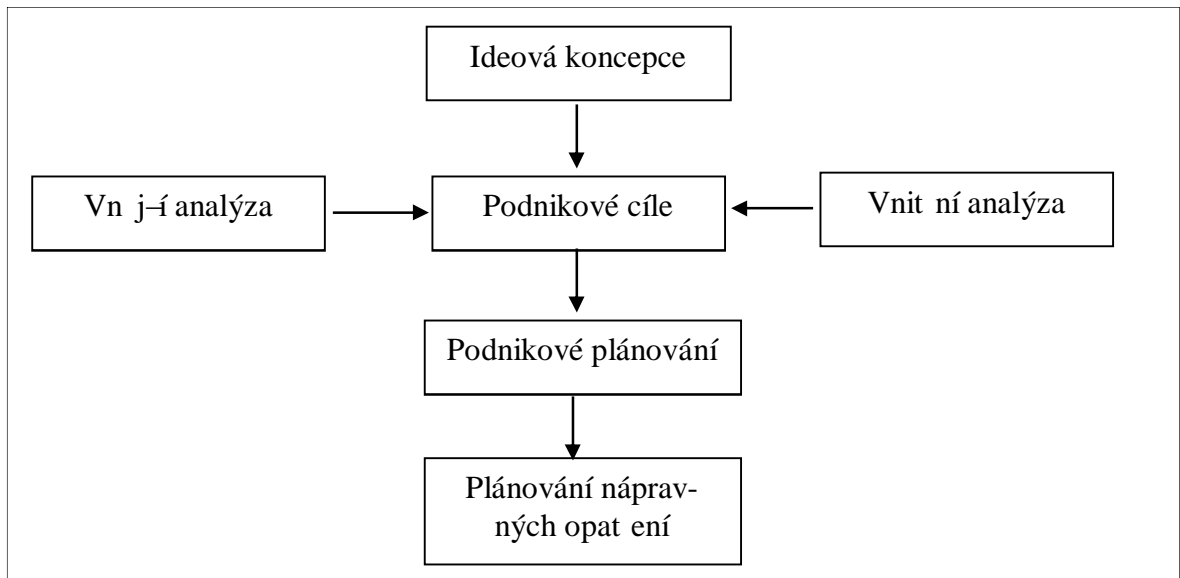 Ideová koncepce
Vn j–í analýza
Podnikové cíle
Vnit ní analýza
Podnikové plánování
Plánování náprav-
ných opat ení